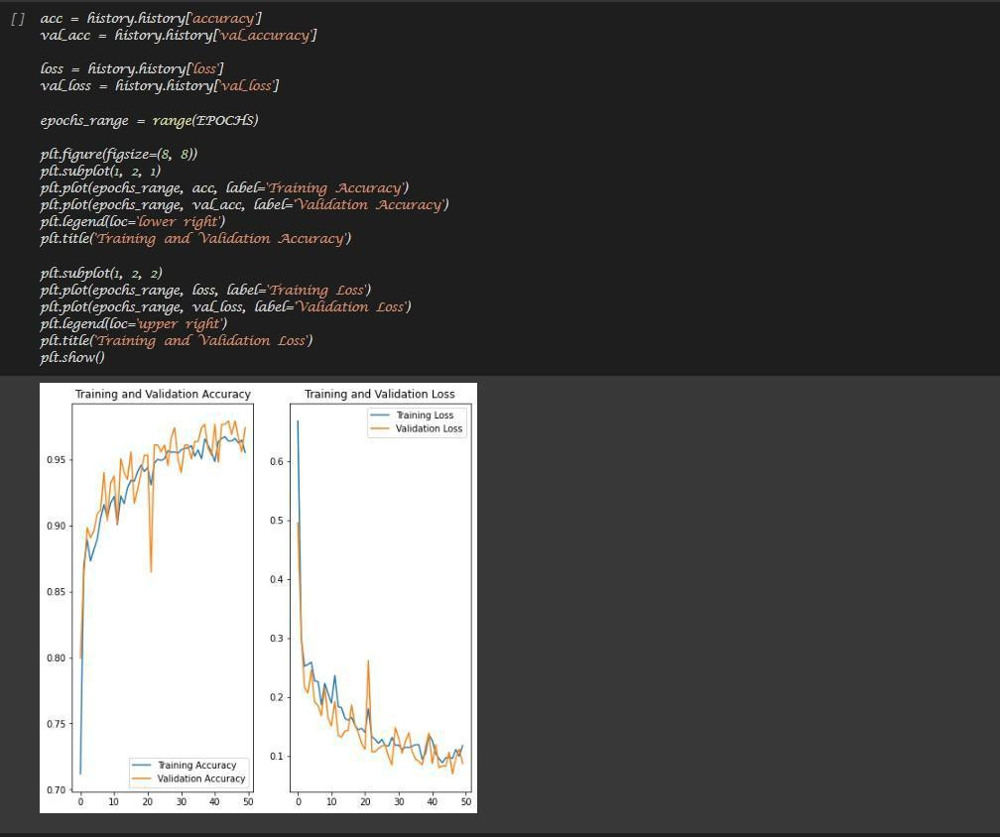 [ ] acc = history.history['accuracy']
val_acc = history.history['val_accuracy']
loss = history.history['loss']
val_loss = history.history['val_loss']
epochs_range = range(EPOCHS)
plt.figure(figsize=(8, 8))
plt.subplot(1, 2, 1)
plt.plot(epochs_range, acc, label='Training Accuracy')
plt.plot(epochs_range, val_acc, label='Validation Accuracy')
plt.legend(loc='lower right')
plt.title('Training and Validation Accuracy')
plt.subplot(1, 2, 2)
plt.plot(epochs_range, loss, label='Training Loss')
plt.plot(epochs_range, val_loss, label='Validation Loss')
plt.legend(loc='upper right')
plt.title('Training and Validation Loss')
plt.show()
Training and Validation Accuracy
0.95
0.90
0.85
0.80
0.75
0.70
Training Accuracy
Validation Accuracy
0 10 20 30 40 50
Training and Validation Loss
Training Loss
Validation Loss
0.6
0.5
0.4
0.3
0.2
0.1
0 10 20 30 40 50